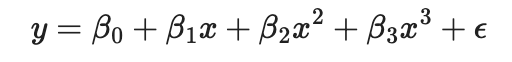 y = β₀ + β₁x + β₂x² + β₃x³ + ϵ